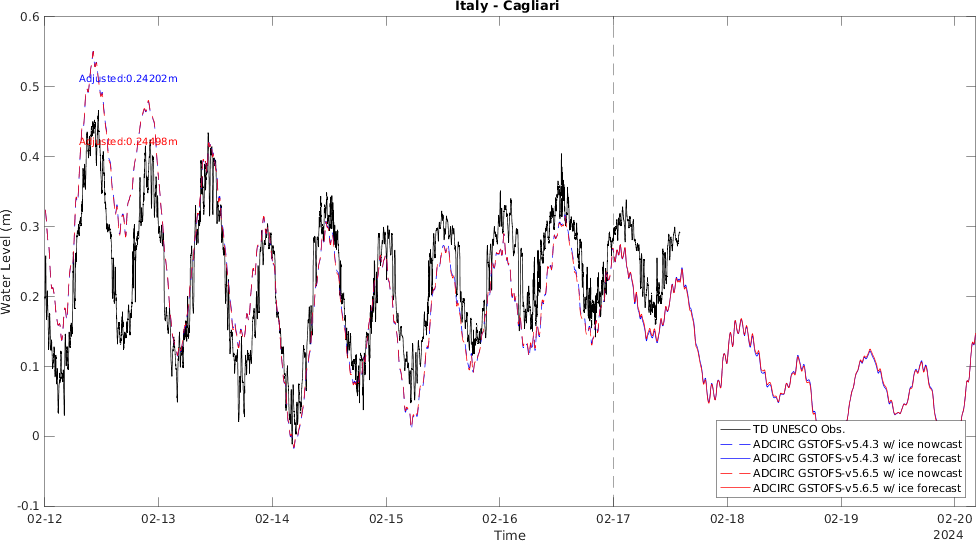 Italy - Cagliari
Water Level (m)
0.6
0.5
0.4
0.3
0.2
0.1
0
-0.1
Adjusted:0.24202m
Adjusted:0.24498m
TD UNESCO Obs.
ADCIRC GSTOFS-v5.4.3 w/ ice nowcast
ADCIRC GSTOFS-v5.4.3 w/ ice forecast
ADCIRC GSTOFS-v5.6.5 w/ ice nowcast
ADCIRC GSTOFS-v5.6.5 w/ ice forecast
02-12 02-13 02-14 02-15 02-16 02-17 02-18 02-19 02-20
Time
2024